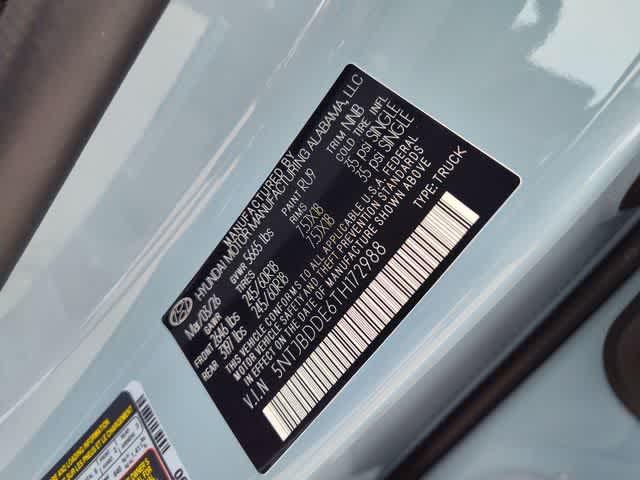 MANUFACTURED BY
HYUNDAI MOTOR MANUFACTURING ALABAMA, LLC
Mar/03/26 GVWR 5665 lbs PAINT RU9 TRIM NNB
GAWR RIMS COLD TIRE INFL.
FRONT 2646 lbs 245/60R18 7.5JX18 35 psi SINGLE
REAR 3197 lbs 245/60R18 7.5JX18 35 psi SINGLE
THIS VEHICLE CONFORMS TO ALL APPLICABLE U.S.A. FEDERAL
MOTOR VEHICLE SAFETY AND THEFT PREVENTION STANDARDS
IN EFFECT ON THE DATE OF MANUFACTURE SHOWN ABOVE
V.I.N 5NTJBDDE6TH172988 TYPE:TRUCK
LOADING INFORMATION